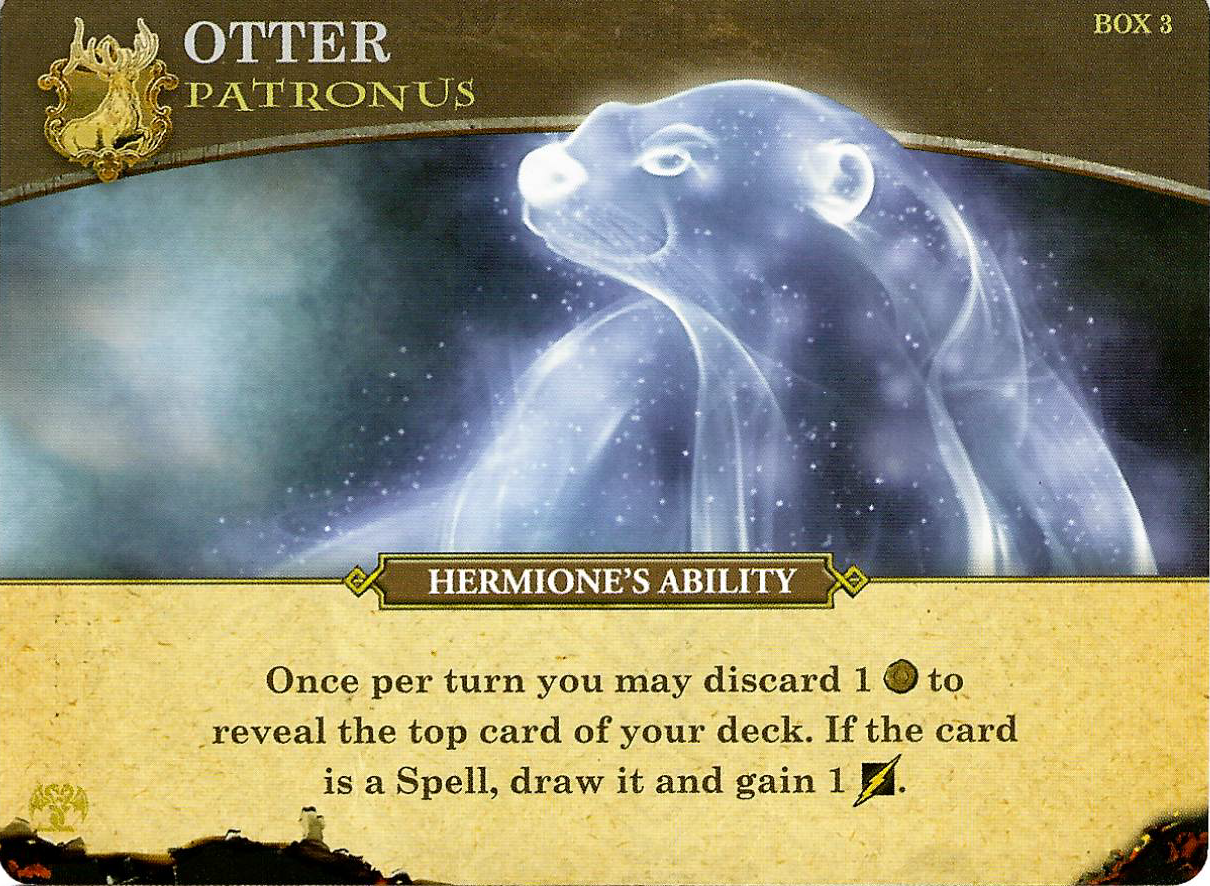 OTTER
PATRONUS
BOX 3
HERMIONE'S ABILITY
Once per turn you may discard 1 to
reveal the top card of your deck. If the card
is a Spell, draw it and gain 1 .